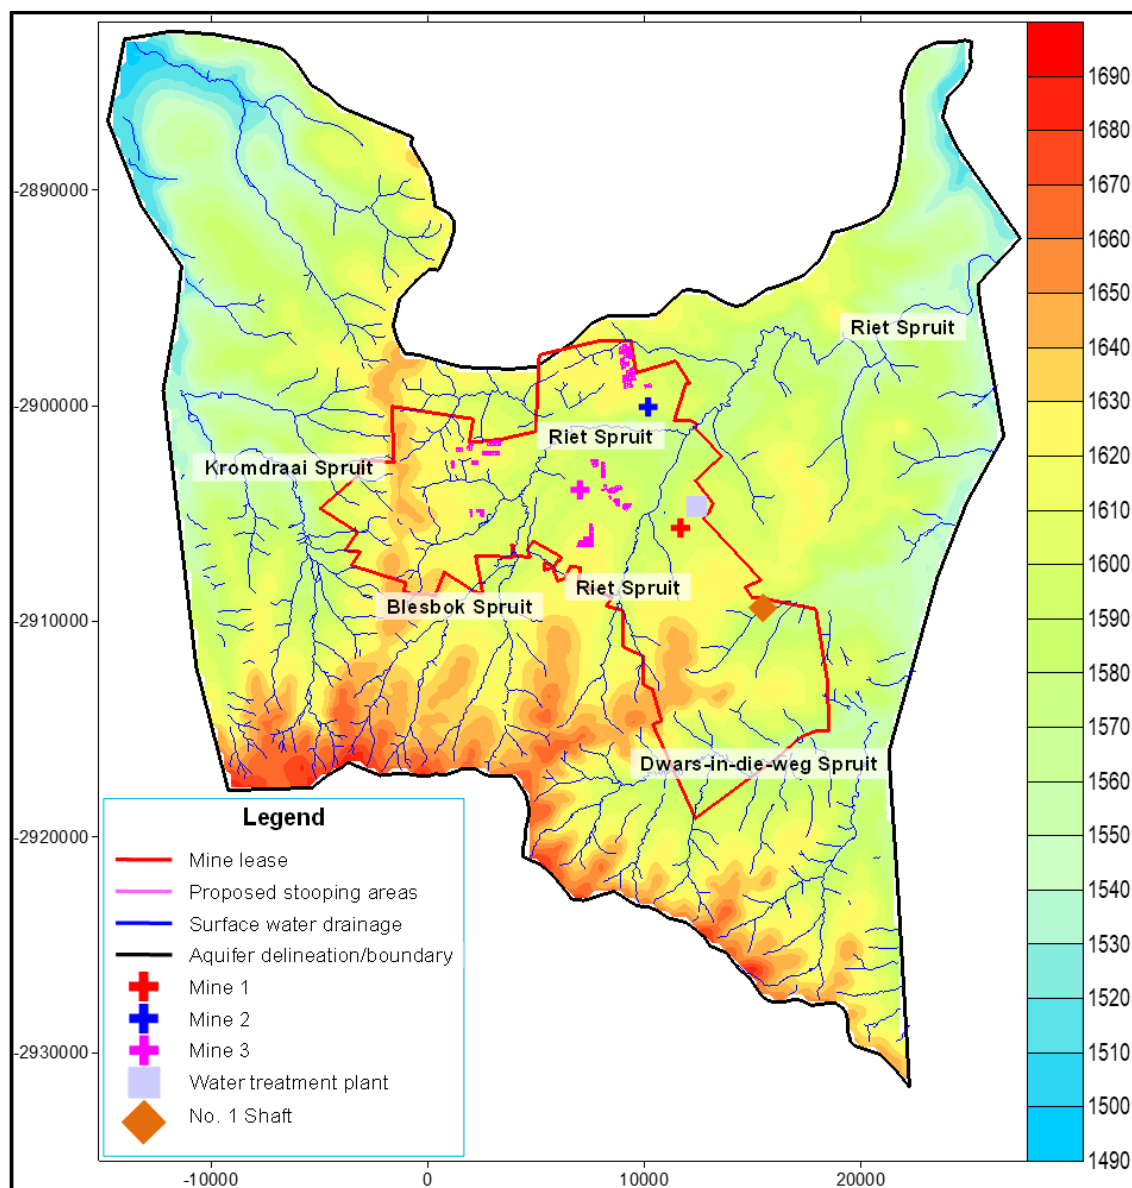 1690
1680
1670
1660
1650
1640
1630
1620
1610
1600
1590
1580
1570
1560
1550
1540
1530
1520
1510
1500
1490
-2890000
-2900000
-2910000
-2920000
-2930000
Riet Spruit
Riet Spruit
Kromdraai Spruit
Riet Spruit
Blesbok Spruit
Dwars-in-die-weg Spruit
Legend
Mine lease
Proposed stooping areas
Surface water drainage
Aquifer delineation/boundary
Mine 1
Mine 2
Mine 3
Water treatment plant
No. 1 Shaft
-10000
0
10000
20000